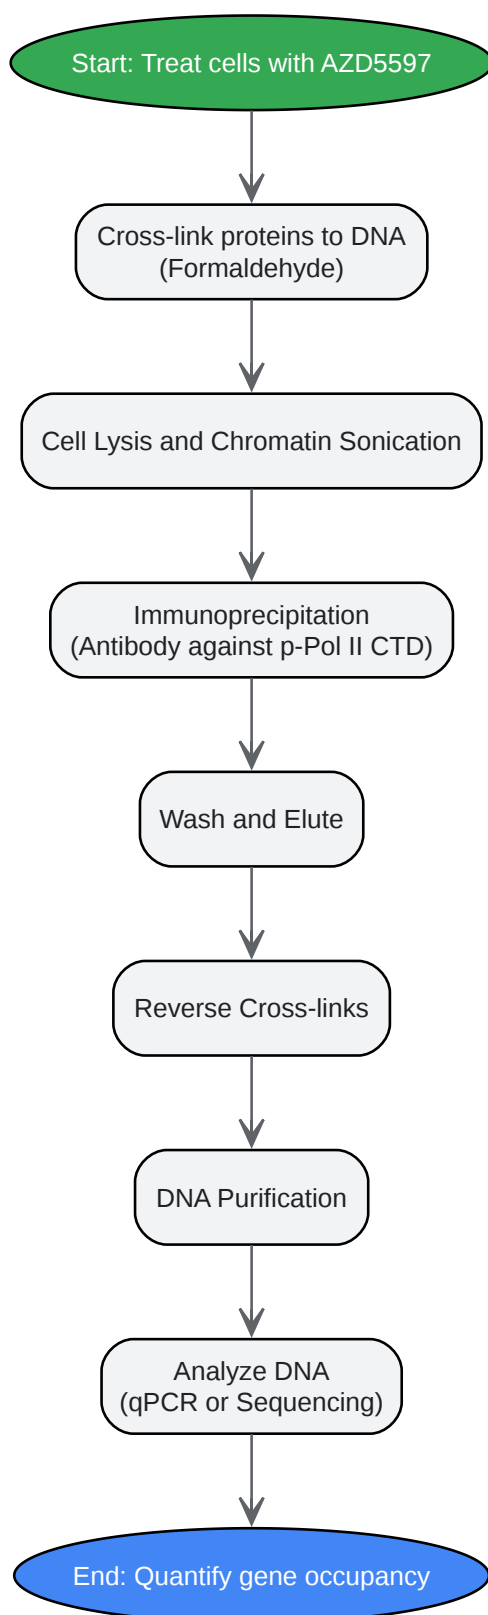 Start: Treat cells with AZD5597
Cross-link proteins to DNA
(Formaldehyde)
Cell Lysis and Chromatin Sonication
Immunoprecipitation
(Antibody against p-Pol II CTD)
Wash and Elute
Reverse Cross-links
DNA Purification
Analyze DNA
(qPCR or Sequencing)
End: Quantify gene occupancy